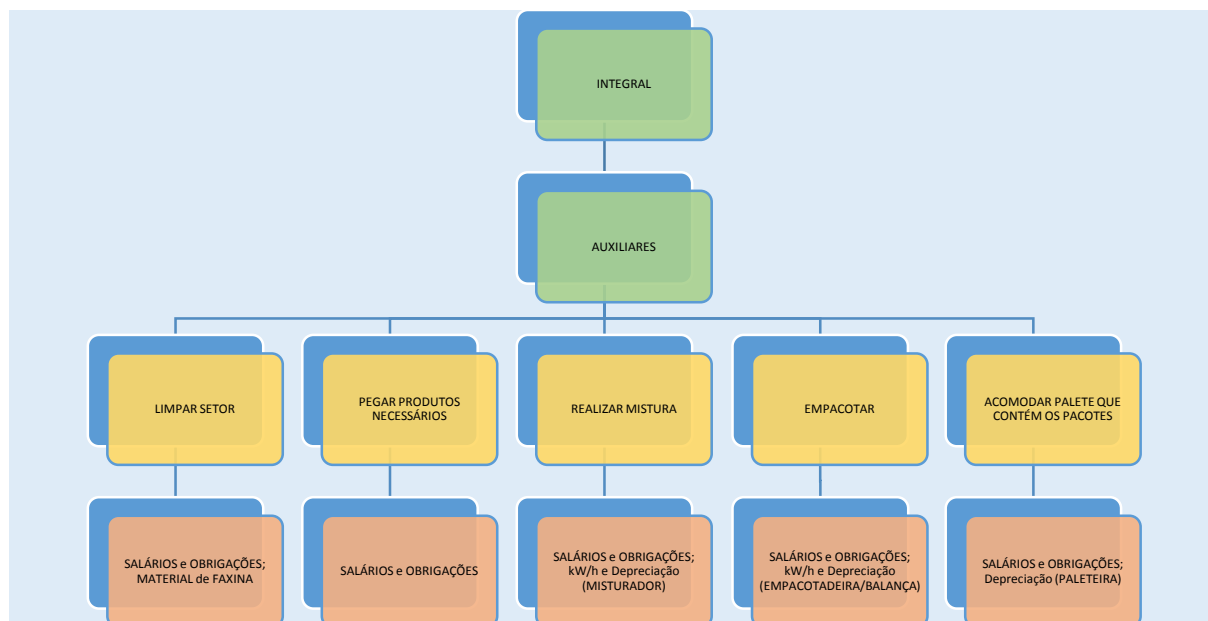 INTEGRAL
AUXILIARES
LIMPAR SETOR
PEGAR PRODUTOS
NECESSÁRIOS
REALIZAR MISTURA
EMPACOTAR
ACOMODAR PALETE QUE
CONTÉM OS PACOTES
SALÁRIOS e OBRIGAÇÕES;
MATERIAL de FAXINA
SALÁRIOS e OBRIGAÇÕES
SALÁRIOS e OBRIGAÇÕES;
kW/h e Depreciação
(MISTURADOR)
SALÁRIOS e OBRIGAÇÕES;
kW/h e Depreciação
(EMPACOTADEIRA/BALANÇA)
SALÁRIOS e OBRIGAÇÕES;
Depreciação (PALETEIRA)